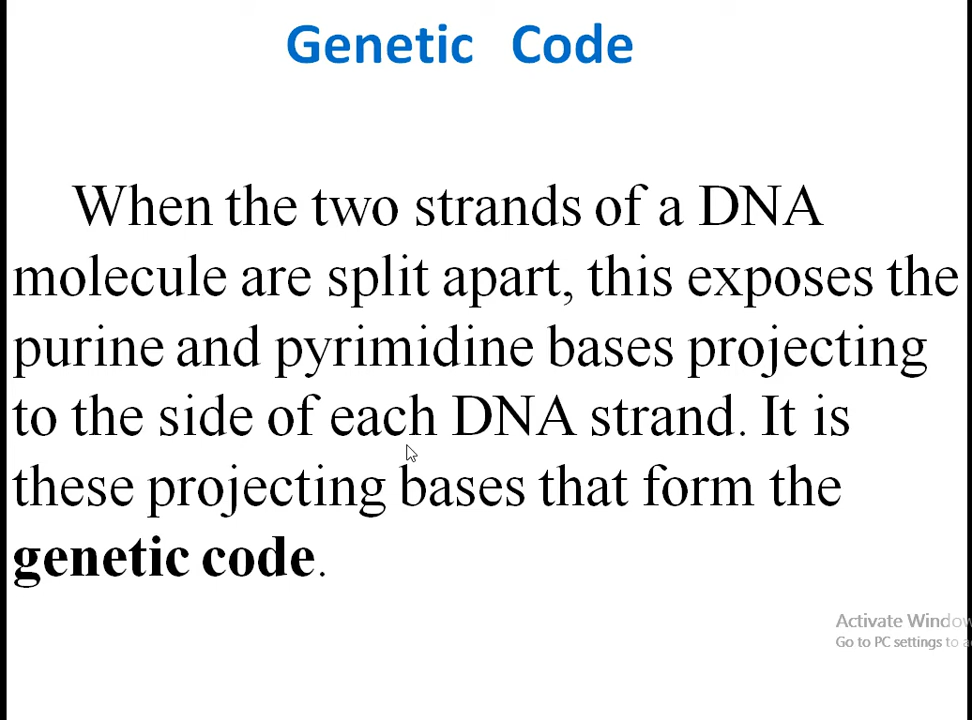 Genetic Code
When the two strands of a DNA
molecule are split apart, this exposes the
purine and pyrimidine bases projecting
to the side of each DNA strand. It is
these projecting bases that form the
genetic code.
Activate Window
Go to PC settings to a